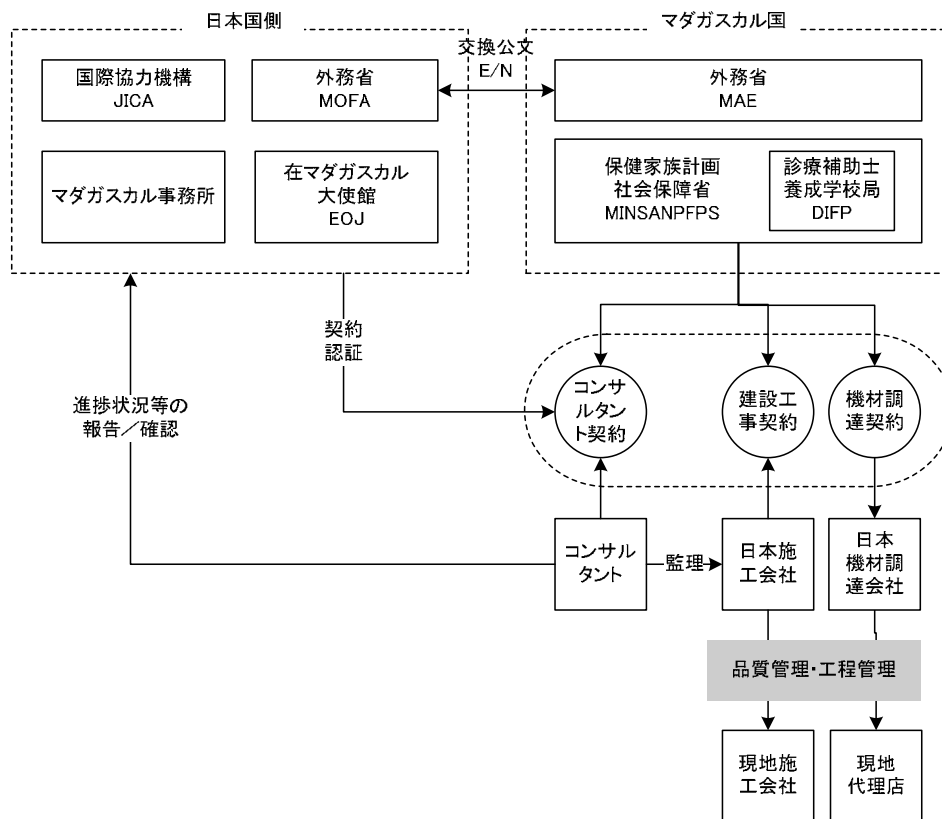 日本国側
マダガスカル国
交換公文
E/N
国際協力機構
JICA
外務省
MOFA
外務省
MAE
マダガスカル事務所
在マダガスカル
大使館
EOJ
保健家族計画
社会保障省
MINSANPFPS
診療補助士
養成学校局
DIFP
契約
認証
進捗状況等の
報告／確認
コンサ
ルタン
ト契約
建設工
事契約
機材調
達契約
コンサル
タント
監理
日本施
工会社
日本
機材調
達会社
品質管理・工程管理
現地施
工会社
現地
代理店